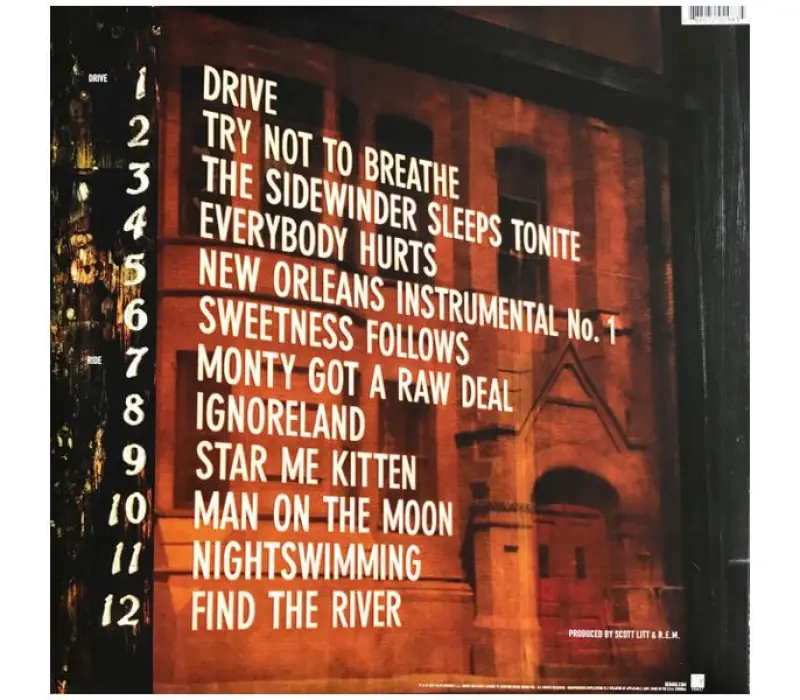 DRIVE
1 DRIVE
2 TRY NOT TO BREATHE
3 THE SIDEWINDER SLEEPS TONITE
4 EVERYBODY HURTS
5 NEW ORLEANS INSTRUMENTAL No. 1
6 SWEETNESS FOLLOWS
RIDE
7 MONTY GOT A RAW DEAL
8 IGNORELAND
9 STAR ME KITTEN
10 MAN ON THE MOON
11 NIGHTSWIMMING
12 FIND THE RIVER
PRODUCED BY SCOTT LITT & R.E.M.